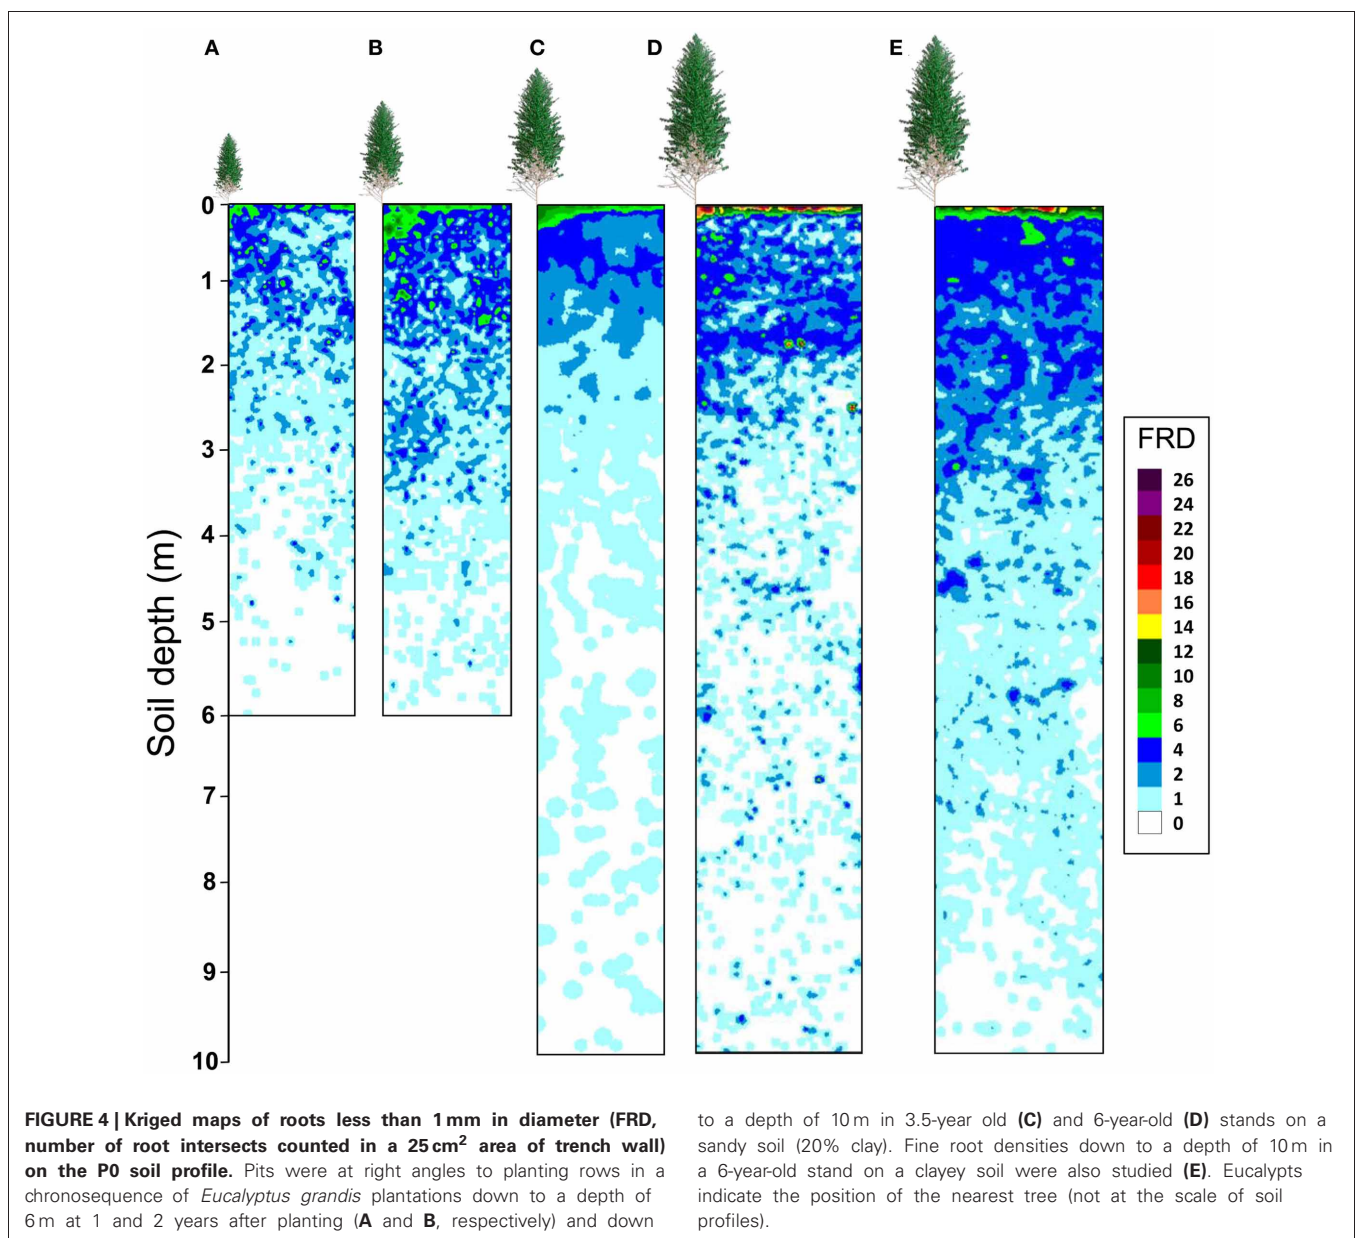 A B C D E
0
1
2
3
4
5
6
7
8
9
10
Soil depth (m)
FRD
26
24
22
20
18
16
14
12
10
8
6
4
2
1
0
FIGURE 4 | Kriged maps of roots less than 1 mm in diameter (FRD,
number of root intersects counted in a 25 cm² area of trench wall)
on the P0 soil profile. Pits were at right angles to planting rows in a
chronosequence of Eucalyptus grandis plantations down to a depth of
6 m at 1 and 2 years after planting (A and B, respectively) and down
to a depth of 10 m in 3.5-year old (C) and 6-year-old (D) stands on a
sandy soil (20% clay). Fine root densities down to a depth of 10 m in
a 6-year-old stand on a clayey soil were also studied (E). Eucalypts
indicate the position of the nearest tree (not at the scale of soil
profiles).